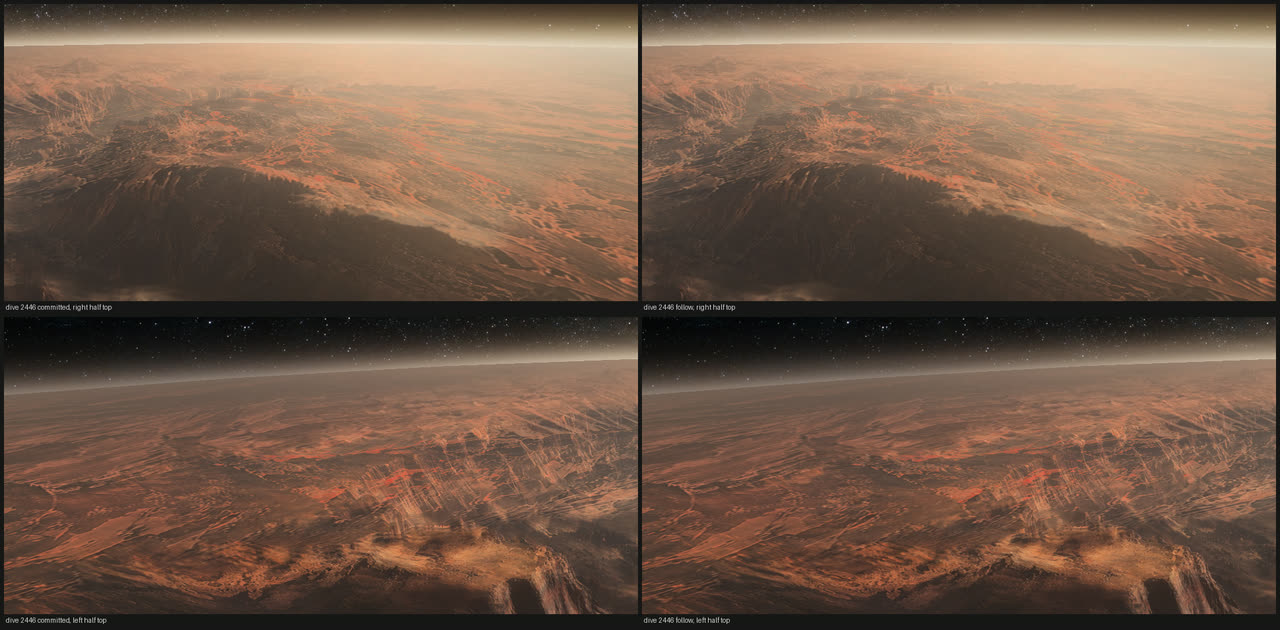 dive 2446 committed, right half top
dive 2446 follow, right half top
dive 2446 committed, left half top
dive 2446 follow, left half top